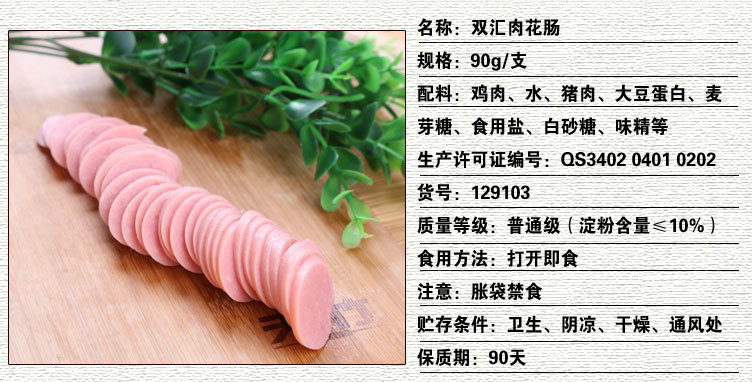 名称：双汇肉花肠
规格：90g/支
配料：鸡肉、水、猪肉、大豆蛋白、麦
芽糖、食用盐、白砂糖、味精等
生产许可证编号：QS3402 0401 0202
货号：129103
质量等级：普通级（淀粉含量≤10%）
食用方法：打开即食
注意：胀袋禁食
贮存条件：卫生、阴凉、干燥、通风处
保质期：90天